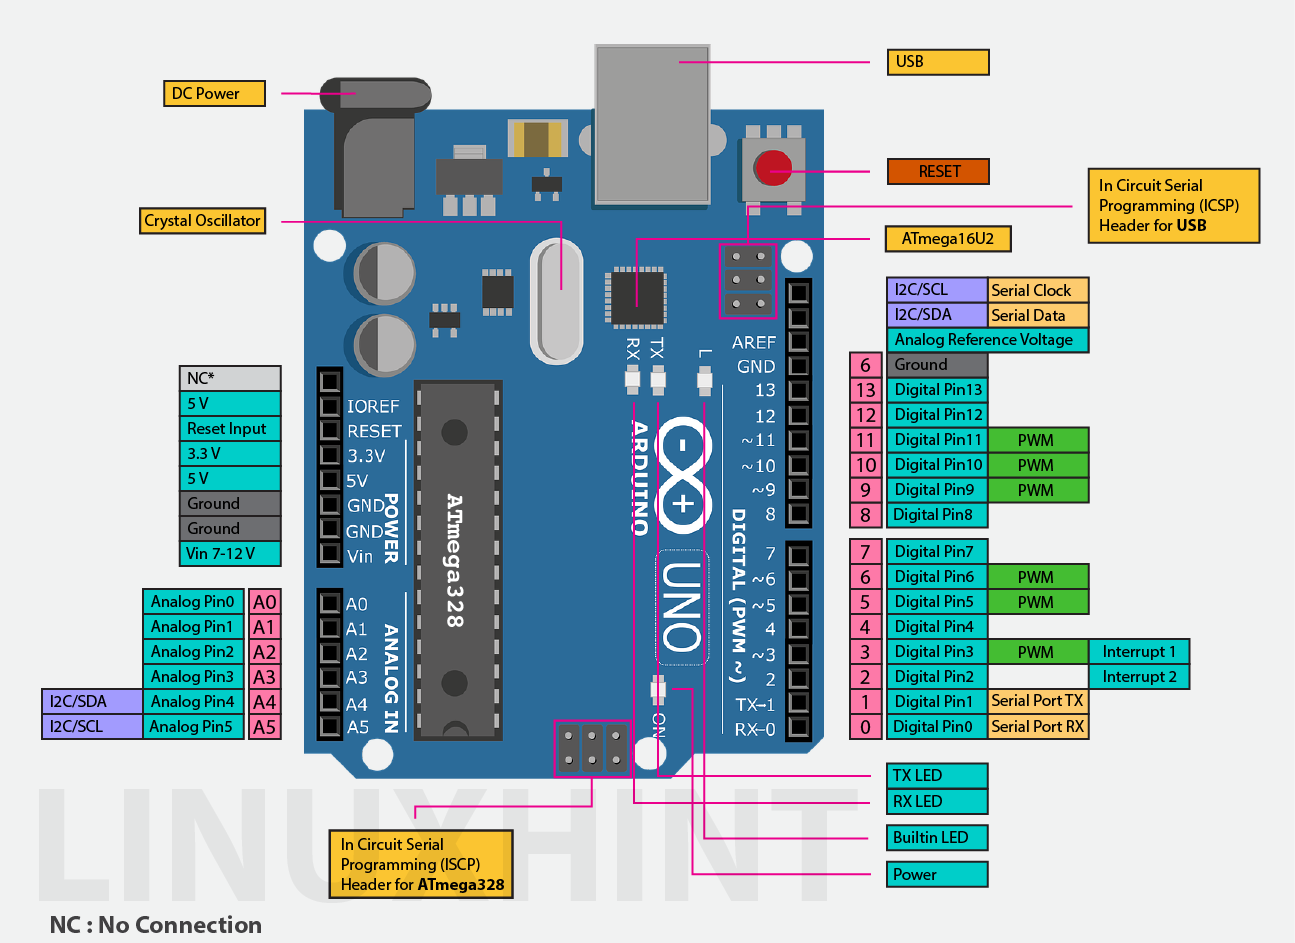 USB
DC Power
RESET
In Circuit Serial
Programming (ICSP)
Header for USB
Crystal Oscillator
ATmega16U2
I2C/SCL Serial Clock
I2C/SDA Serial Data
Analog Reference Voltage
6 Ground
13 Digital Pin13
12 Digital Pin12
11 Digital Pin11 PWM
10 Digital Pin10 PWM
9 Digital Pin9 PWM
8 Digital Pin8
7 Digital Pin7
6 Digital Pin6 PWM
5 Digital Pin5 PWM
4 Digital Pin4
3 Digital Pin3 PWM Interrupt 1
2 Digital Pin2 Interrupt 2
1 Digital Pin1 Serial Port TX
0 Digital Pin0 Serial Port RX
NC*
5 V
Reset Input
3.3 V
5 V
Ground
Ground
Vin 7-12 V
Analog Pin0 A0
Analog Pin1 A1
Analog Pin2 A2
Analog Pin3 A3
I2C/SDA Analog Pin4 A4
I2C/SCL Analog Pin5 A5
IOREF
RESET
3.3V
5V
GND
GND
Vin
POWER
A0
A1
A2
A3
A4
A5
ANALOG IN
ATmega328
RX
TX
L
ARDUINO
UNO
ON
AREF
GND
13
12
~11
~10
~9
8
7
~6
~5
4
~3
2
TX→1
RX←0
DIGITAL (PWM ~)
TX LED
RX LED
Builtin LED
Power
In Circuit Serial
Programming (ISCP)
Header for ATmega328
LINUXHINT
NC : No Connection